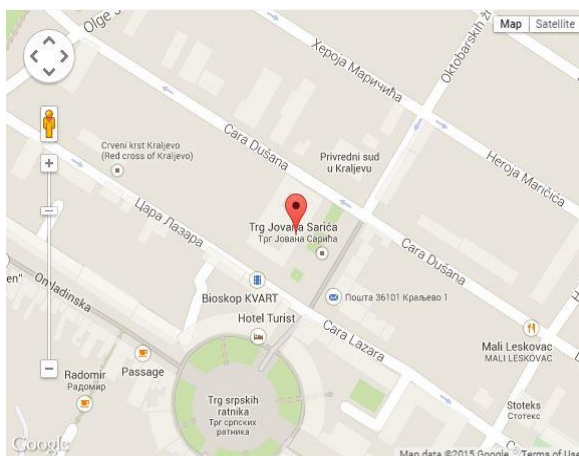 Olge
Map
Satellite
Хероја Маричића
Oktobarskih ž
Crveni krst Kraljevo
(Red cross of Kraljevo)
Cara Dušana
Privredni sud
u Kraljevu
Heroja Maričića
Цара Лазара
Trg Jovana Sarića
Трг Јована Сарића
Cara Dušana
en"
Omladinska
Bioskop KVART
Пошта 36101 Краљево 1
Hotel Turist
Cara Lazara
Mali Leskovac
MALI LESKOVAC
Passage
Radomir
Радомир
Trg srpskih
ratnika
Трг српских
ратника
Stoteks
Стотекс
Google
Map data ©2015 Google
Terms of Use